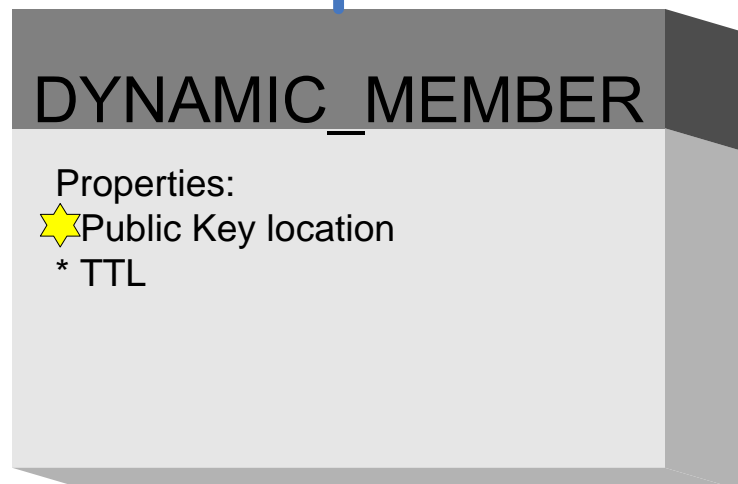 DYNAMIC_MEMBER
Properties:
Public Key location
* TTL